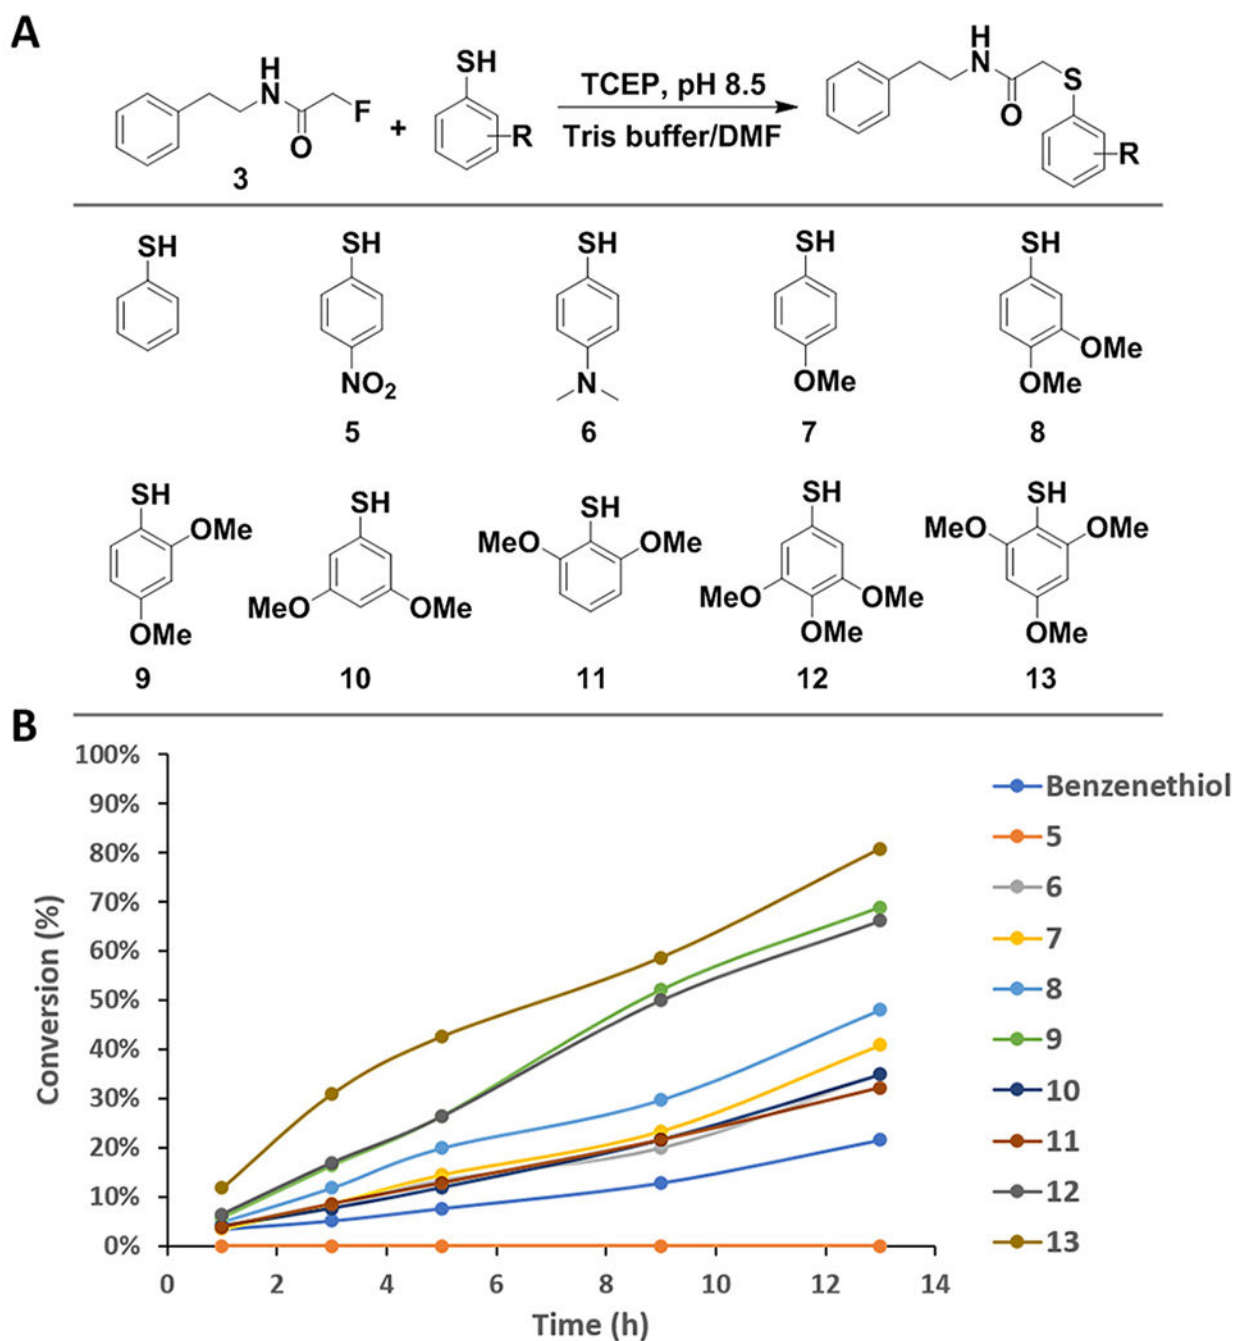 A
H
N
O
F
3
+
SH
R
TCEP, pH 8.5
Tris buffer/DMF
H
N
O
S
R
SH
SH
NO2
5
SH
N
6
SH
OMe
7
SH
OMe
OMe
8
SH
OMe
OMe
9
SH
MeO
OMe
10
SH
MeO
OMe
11
SH
MeO
OMe
OMe
12
SH
MeO
OMe
OMe
13
B
100%
90%
80%
70%
60%
50%
40%
30%
20%
10%
0%
Conversion (%)
0 2 4 6 8 10 12 14
Time (h)
Benzenethiol
5
6
7
8
9
10
11
12
13